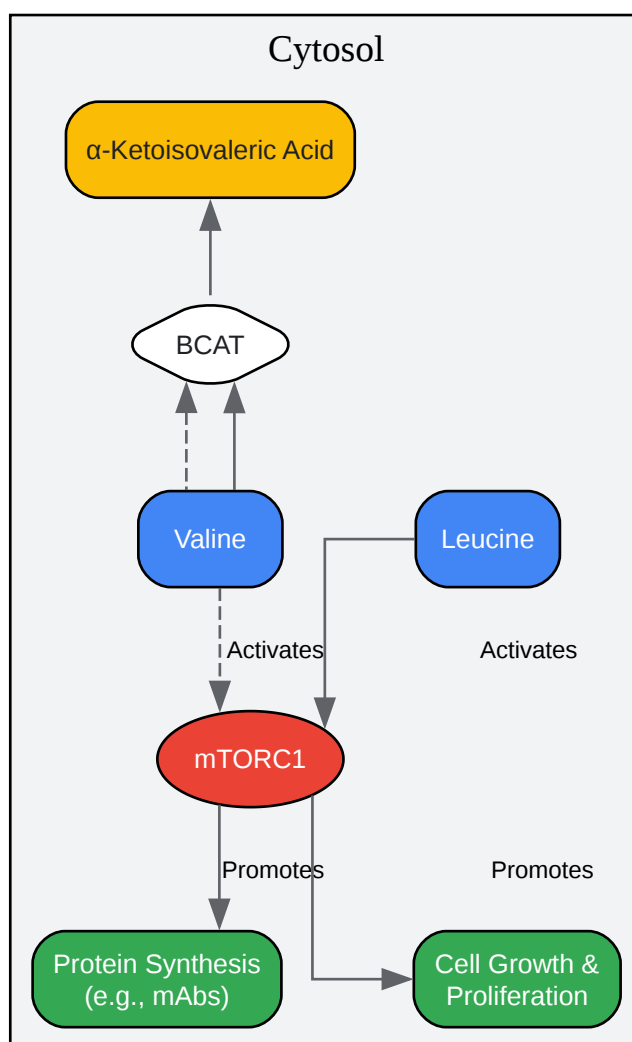 Cytosol
α-Ketoisovaleric Acid
BCAT
Valine
Leucine
Activates
Activates
mTORC1
Promotes
Promotes
Protein Synthesis
(e.g., mAbs)
Cell Growth &
Proliferation